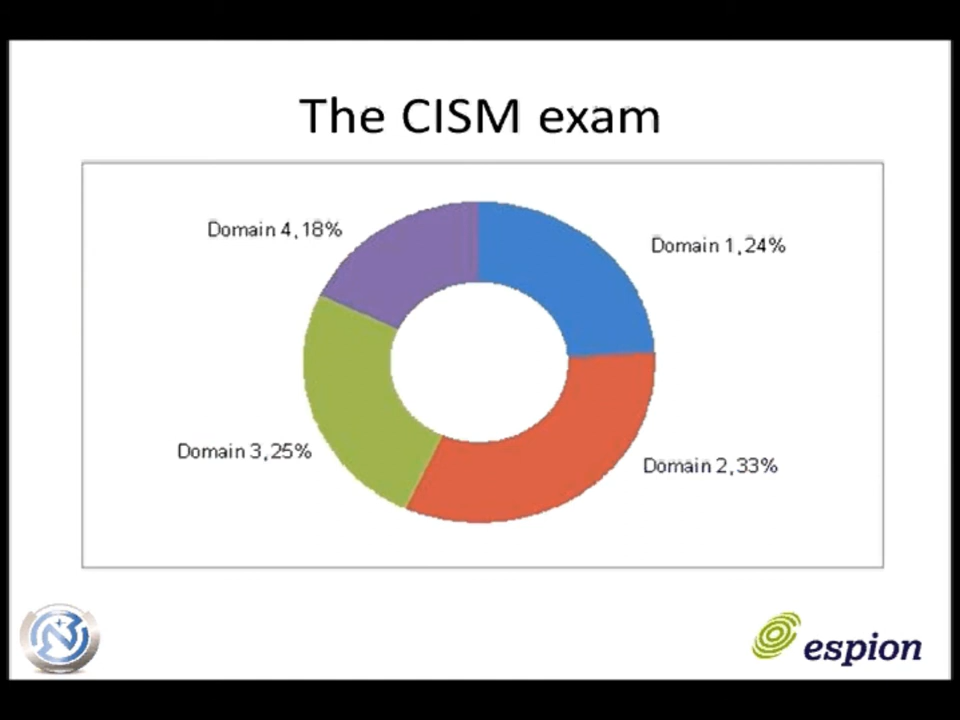 The CISM exam
Domain 4, 18%
Domain 1, 24%
Domain 3, 25%
Domain 2, 33%
espion